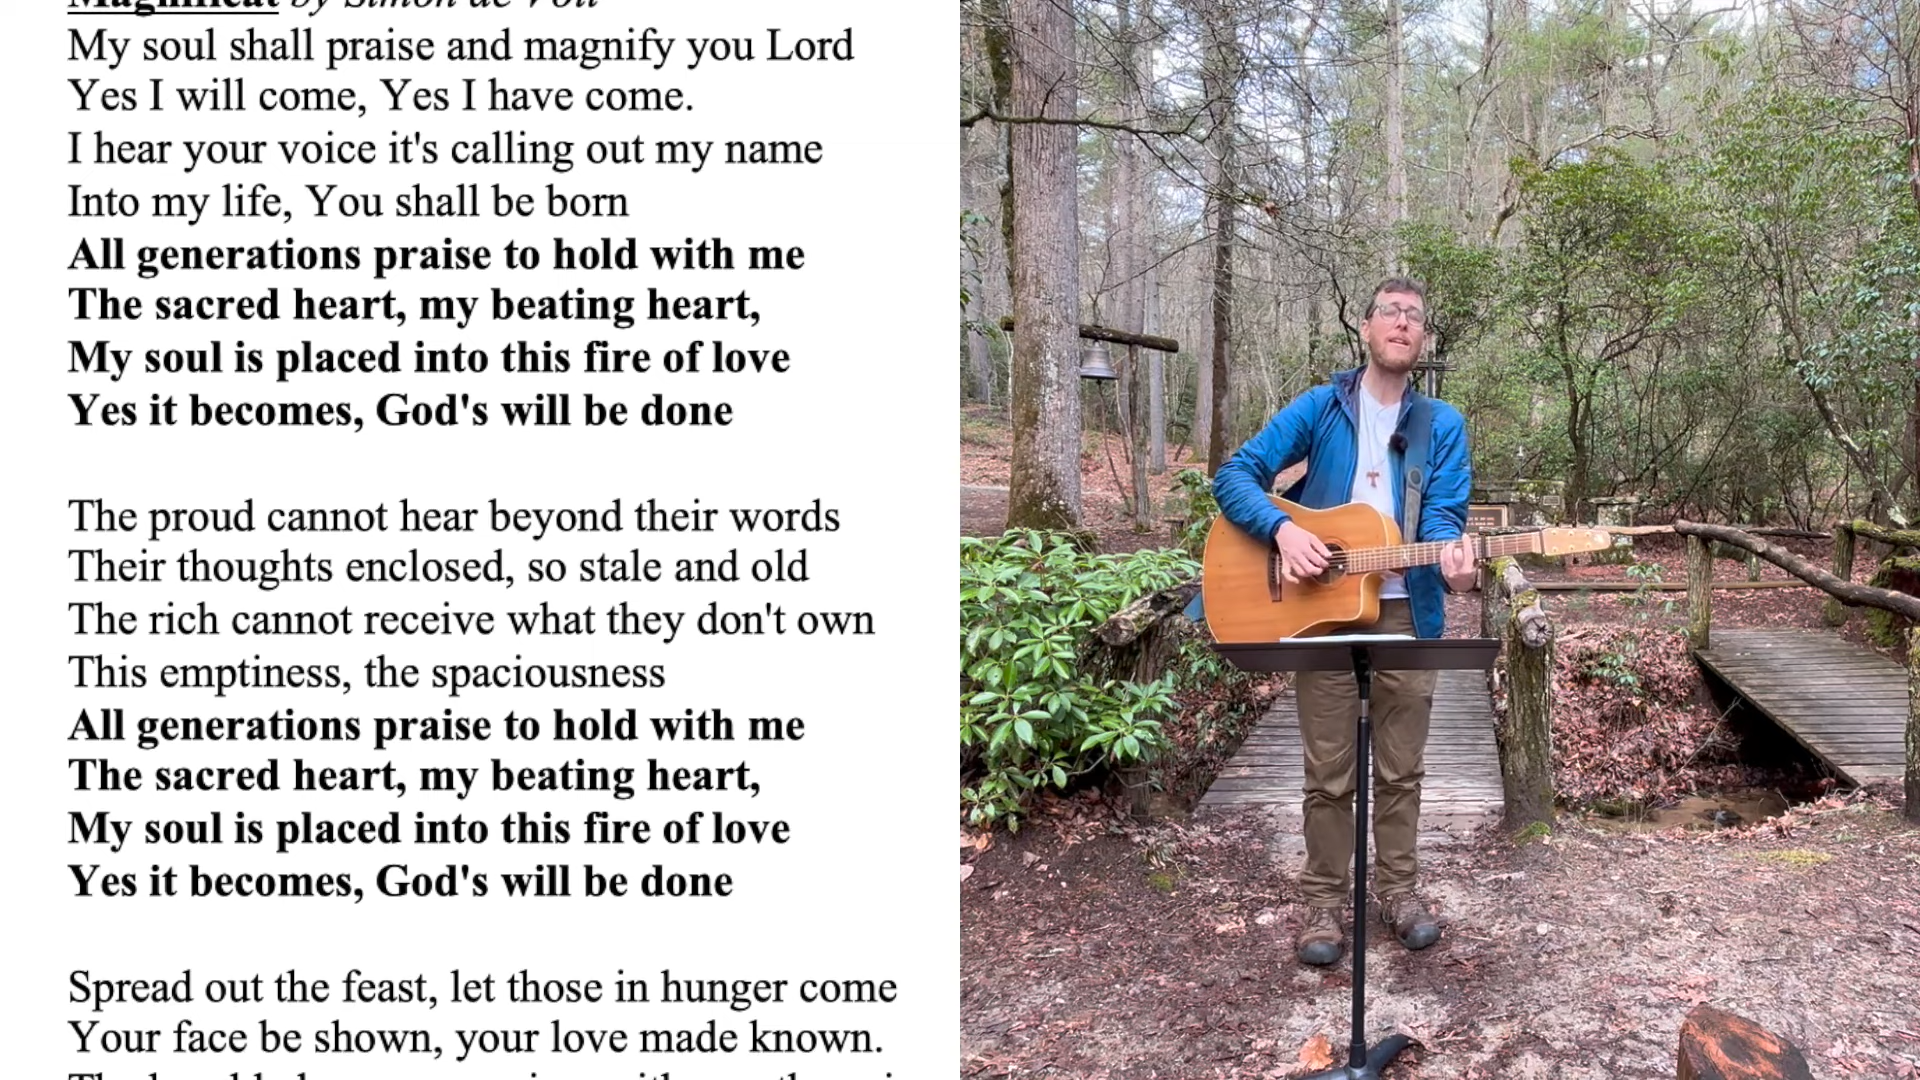 Magnificat by Simon de Voil
My soul shall praise and magnify you Lord
Yes I will come, Yes I have come.
I hear your voice it's calling out my name
Into my life, You shall be born
All generations praise to hold with me
The sacred heart, my beating heart,
My soul is placed into this fire of love
Yes it becomes, God's will be done
The proud cannot hear beyond their words
Their thoughts enclosed, so stale and old
The rich cannot receive what they don't own
This emptiness, the spaciousness
All generations praise to hold with me
The sacred heart, my beating heart,
My soul is placed into this fire of love
Yes it becomes, God's will be done
Spread out the feast, let those in hunger come
Your face be shown, your love made known.